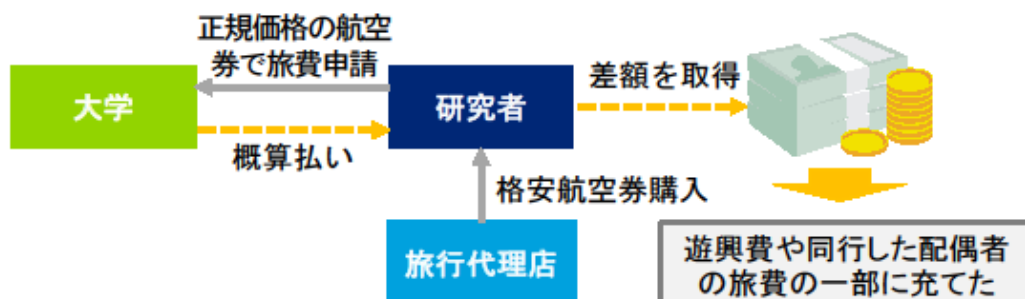 正規価格の航空
券で旅費申請
大学
研究者
差額を取得
概算払い
格安航空券購入
旅行代理店
遊興費や同行した配偶者
の旅費の一部に充てた